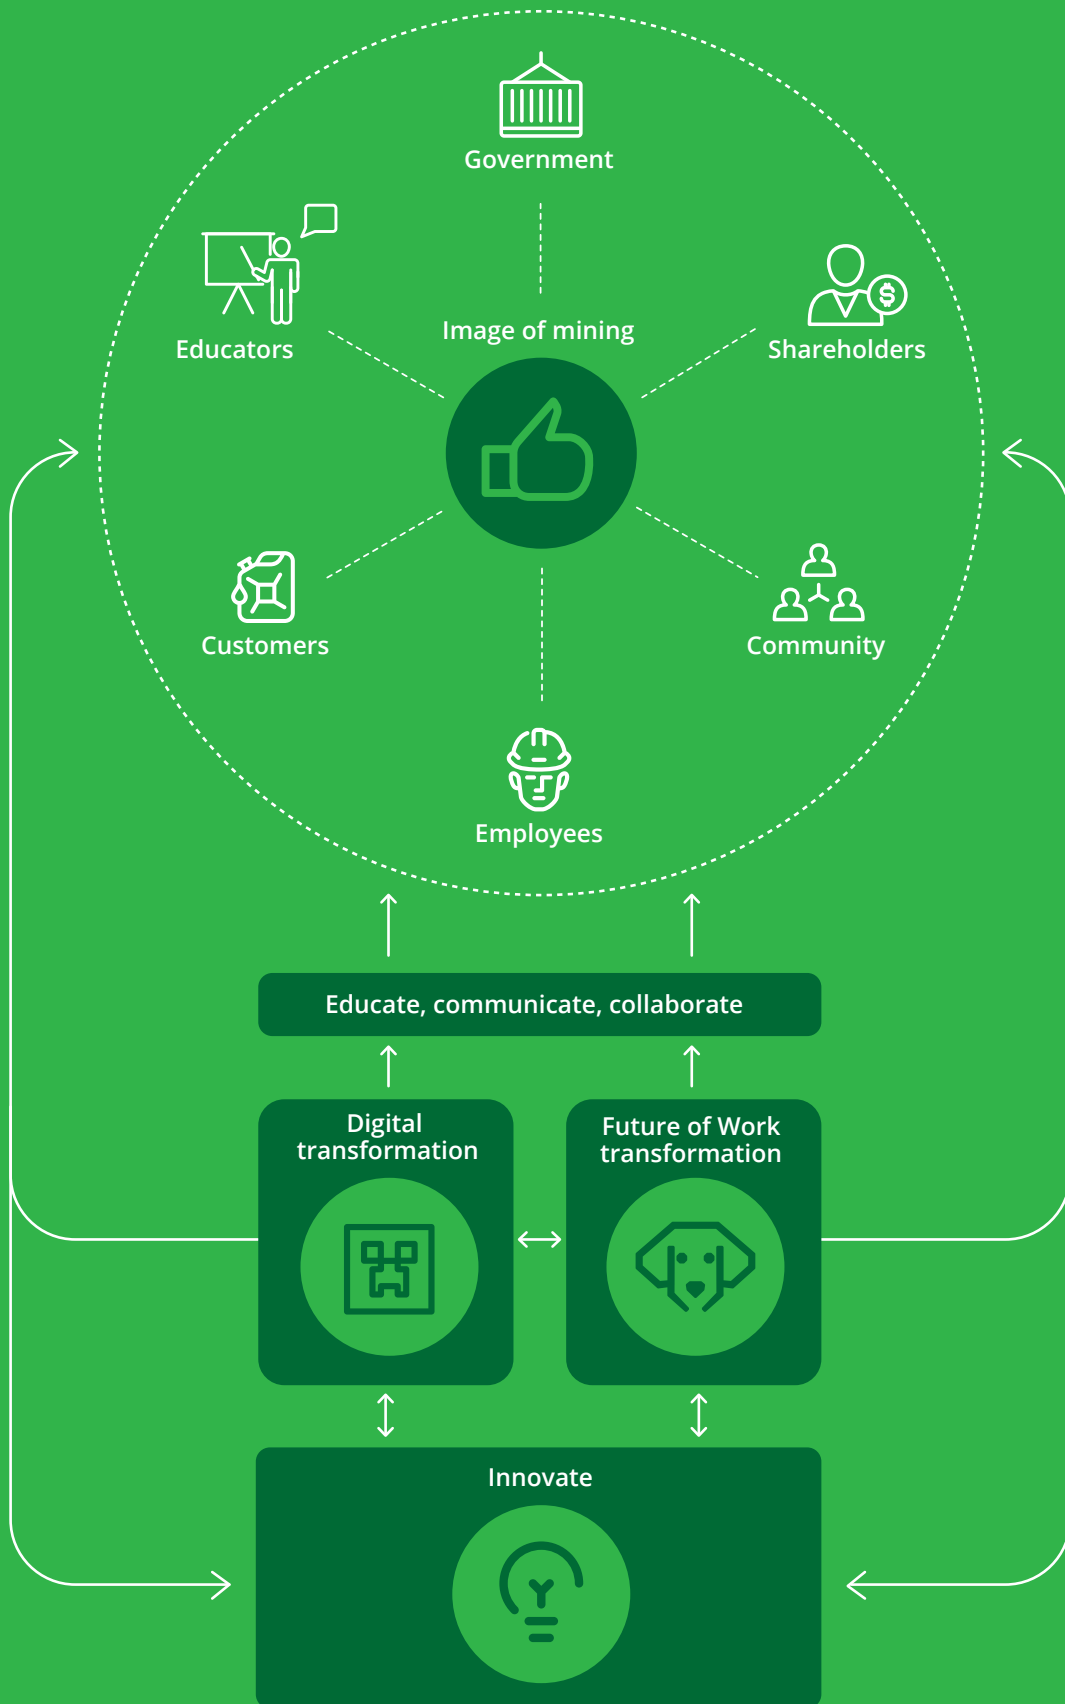 Government
Image of mining
Educators
Shareholders
Customers
Community
Employees
Educate, communicate, collaborate
Digital
transformation
Future of Work
transformation
Innovate